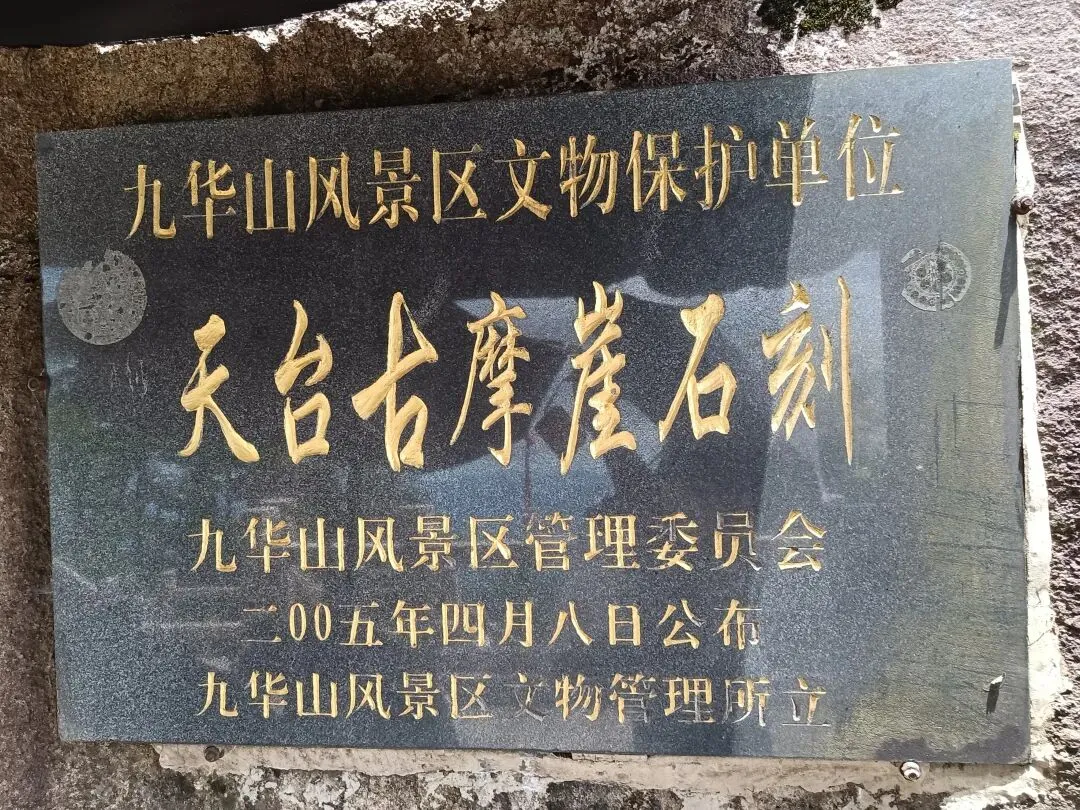 九华山风景区文物保护单位
天台古摩崖石刻
九华山风景区管理委员会
二00五年四月八日公布
九华山风景区文物管理所立